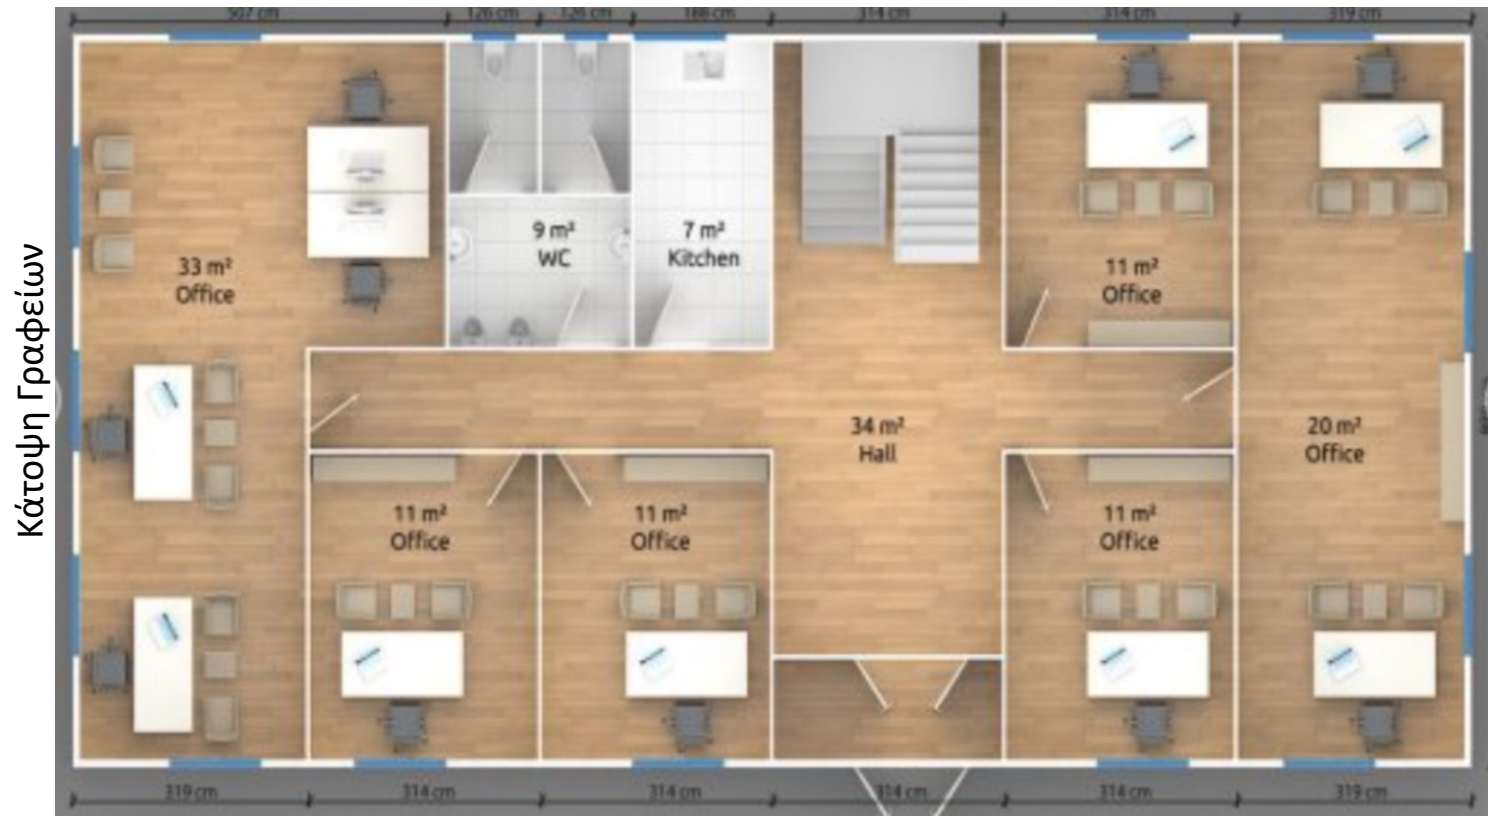 507 cm
126 cm
126 cm
188 cm
314 cm
314 cm
319 cm
Κάτοψη Γραφείων
33 m²
Office
9 m²
WC
7 m²
Kitchen
11 m²
Office
34 m²
Hall
20 m²
Office
11 m²
Office
11 m²
Office
11 m²
Office
319 cm
314 cm
314 cm
314 cm
314 cm
319 cm